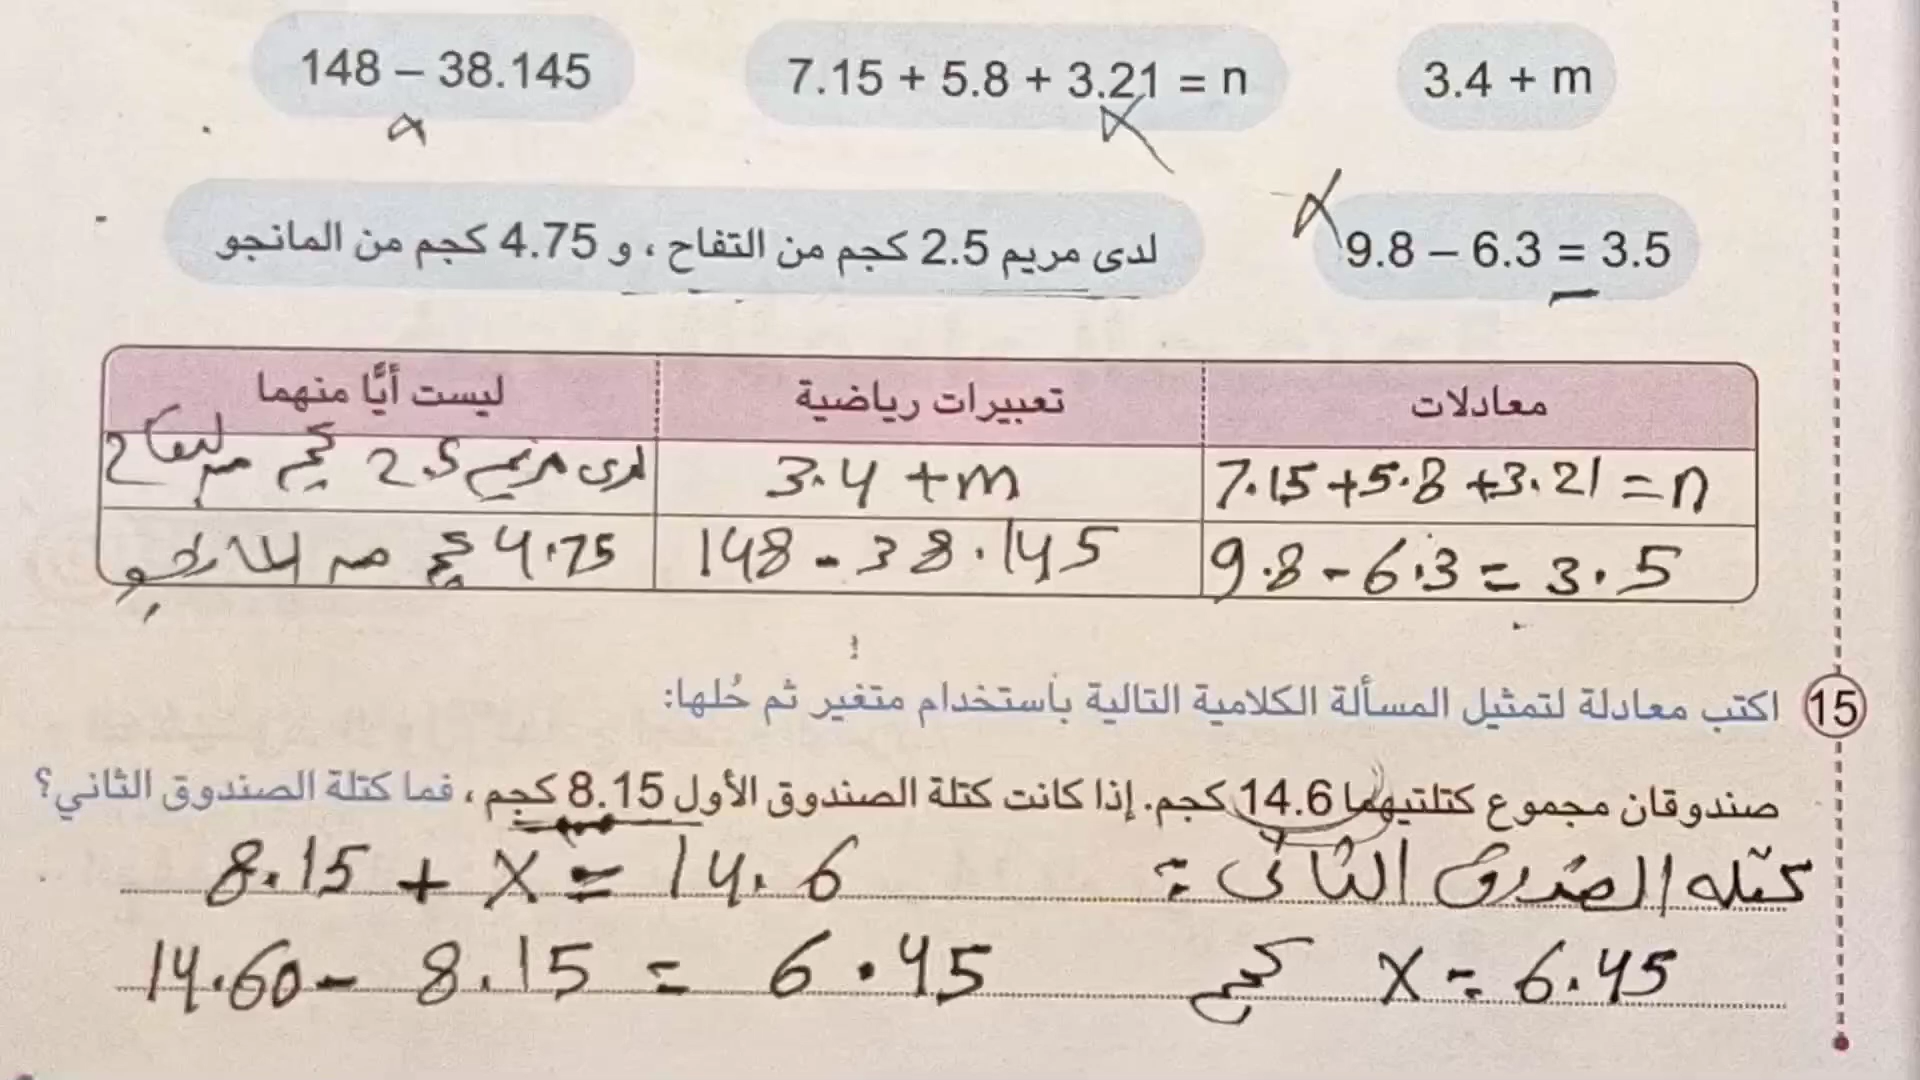 148 – 38.145 7.15 + 5.8 + 3.21 = n 3.4 + m
9.8 – 6.3 = 3.5
لدى مريم 2.5 كجم من التفاح ، و 4.75 كجم من المانجو
معادلات تعبيرات رياضية ليست أيًّا منهما
7.15+5.8+3.21=n 3.4+m لدى مريم 2.5 كجم من التفاح
9.8-6.3=3.5 148-38.145 4.75 كجم من المانجو
15 اكتب معادلة لتمثيل المسألة الكلامية التالية باستخدام متغير ثم حُلها:
صندوقان مجموع كتلتيهما 14.6 كجم. إذا كانت كتلة الصندوق الأول 8.15 كجم ، فما كتلة الصندوق الثاني؟
كتله الصندوق الثانى = 8.15 + x = 14.6
x = 6.45 كجم 14.60 - 8.15 = 6.45